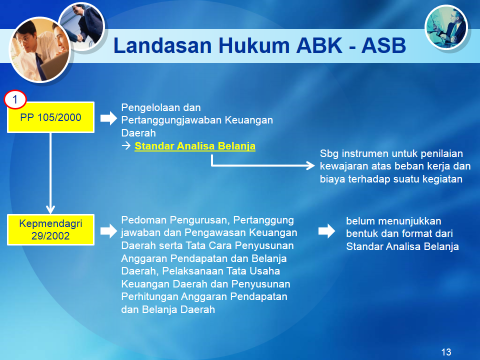 Landasan Hukum ABK - ASB
1
PP 105/2000
Pengelolaan dan
Pertanggungjawaban Keuangan
Daerah
→ Standar Analisa Belanja
Sbg instrumen untuk penilaian
kewajaran atas beban kerja dan
biaya terhadap suatu kegiatan
Kepmendagri
29/2002
Pedoman Pengurusan, Pertanggung
jawaban dan Pengawasan Keuangan
Daerah serta Tata Cara Penyusunan
Anggaran Pendapatan dan Belanja
Daerah, Pelaksanaan Tata Usaha
Keuangan Daerah dan Penyusunan
Perhitungan Anggaran Pendapatan
dan Belanja Daerah
belum menunjukkan
bentuk dan format dari
Standar Analisa Belanja
13